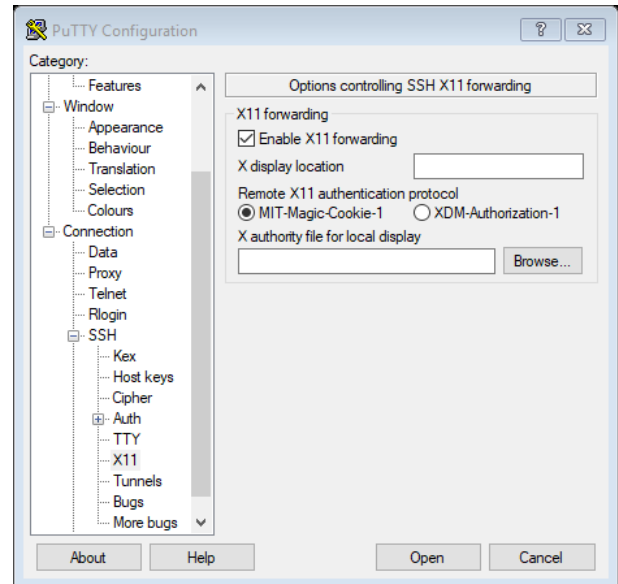 PuTTY Configuration
?
Category:
Features
Window
Appearance
Behaviour
Translation
Selection
Colours
Connection
Data
Proxy
Telnet
Rlogin
SSH
Kex
Host keys
Cipher
Auth
TTY
X11
Tunnels
Bugs
More bugs
Options controlling SSH X11 forwarding
X11 forwarding
Enable X11 forwarding
X display location
Remote X11 authentication protocol
MIT-Magic-Cookie-1 XDM-Authorization-1
X authority file for local display
Browse...
About Help Open Cancel